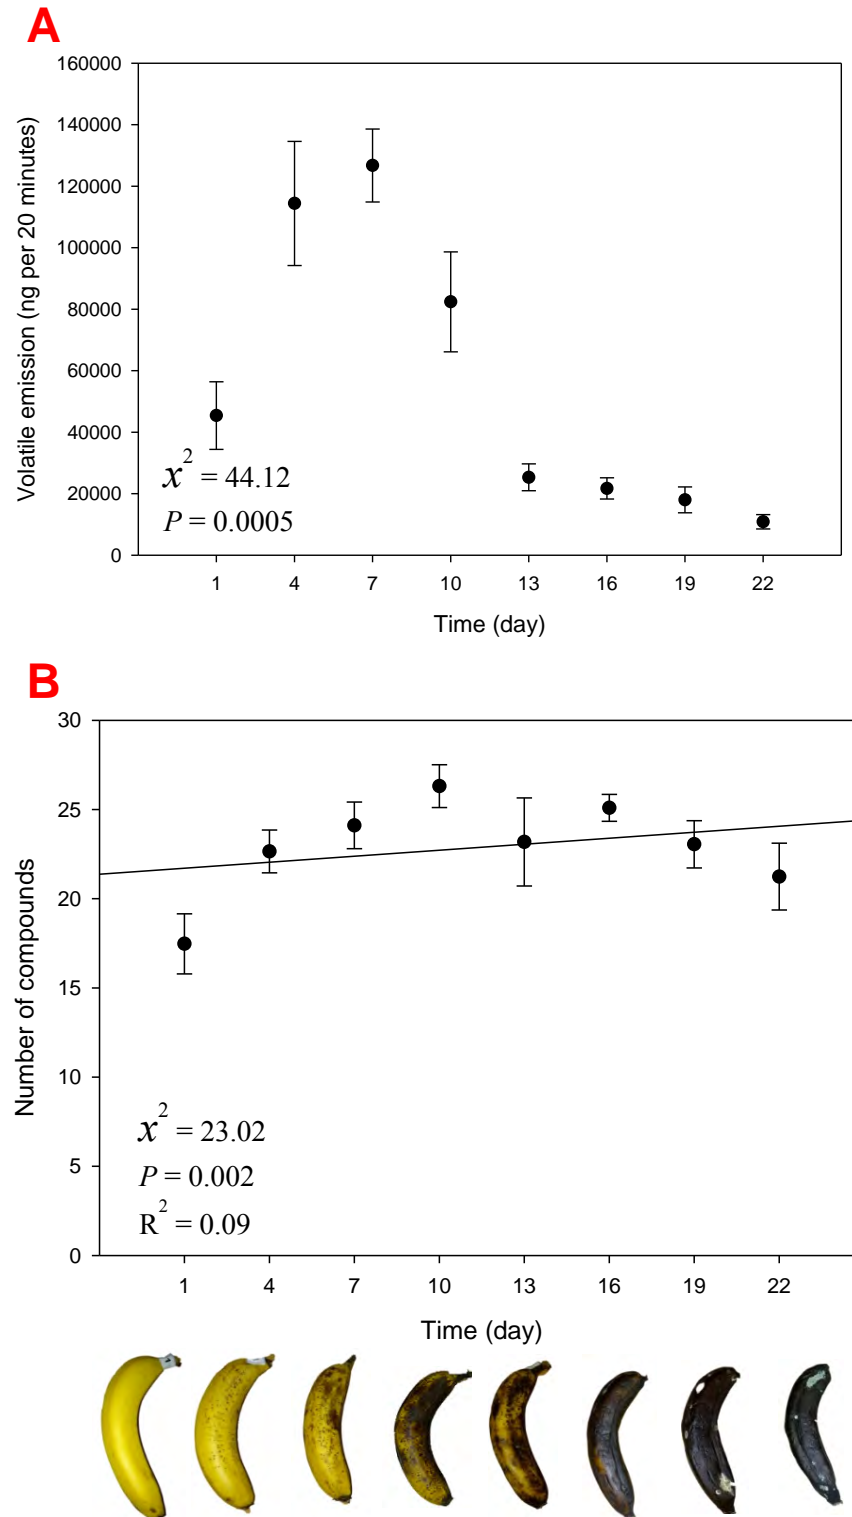 A
160000
140000
120000
100000
80000
60000
40000
20000
0
Volatile emission (ng per 20 minutes)
x² = 44.12
P = 0.0005
1 4 7 10 13 16 19 22
Time (day)
B
30
25
20
15
10
5
0
Number of compounds
x² = 23.02
P = 0.002
R² = 0.09
1 4 7 10 13 16 19 22
Time (day)